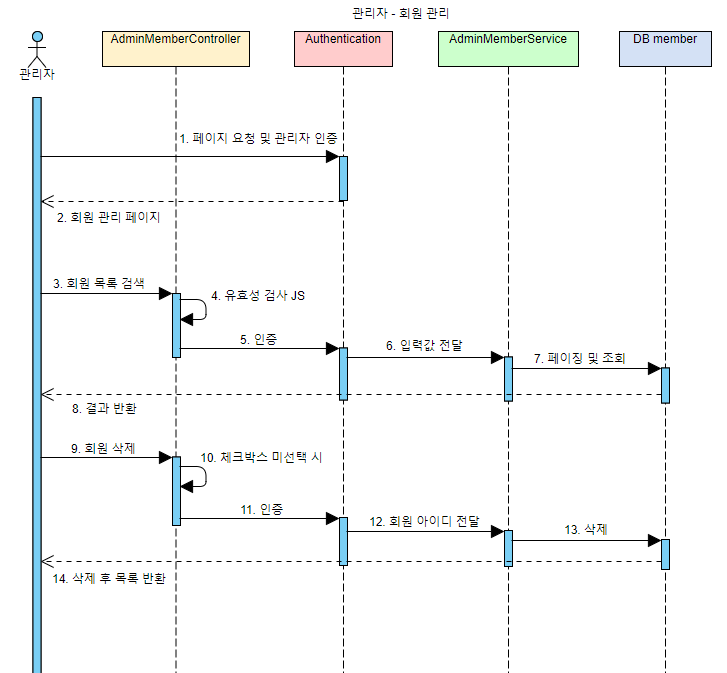 관리자 - 회원 관리
관리자
AdminMemberController
Authentication
AdminMemberService
DB member
1. 페이지 요청 및 관리자 인증
2. 회원 관리 페이지
3. 회원 목록 검색
4. 유효성 검사 JS
5. 인증
6. 입력값 전달
7. 페이징 및 조회
8. 결과 반환
9. 회원 삭제
10. 체크박스 미선택 시
11. 인증
12. 회원 아이디 전달
13. 삭제
14. 삭제 후 목록 반환